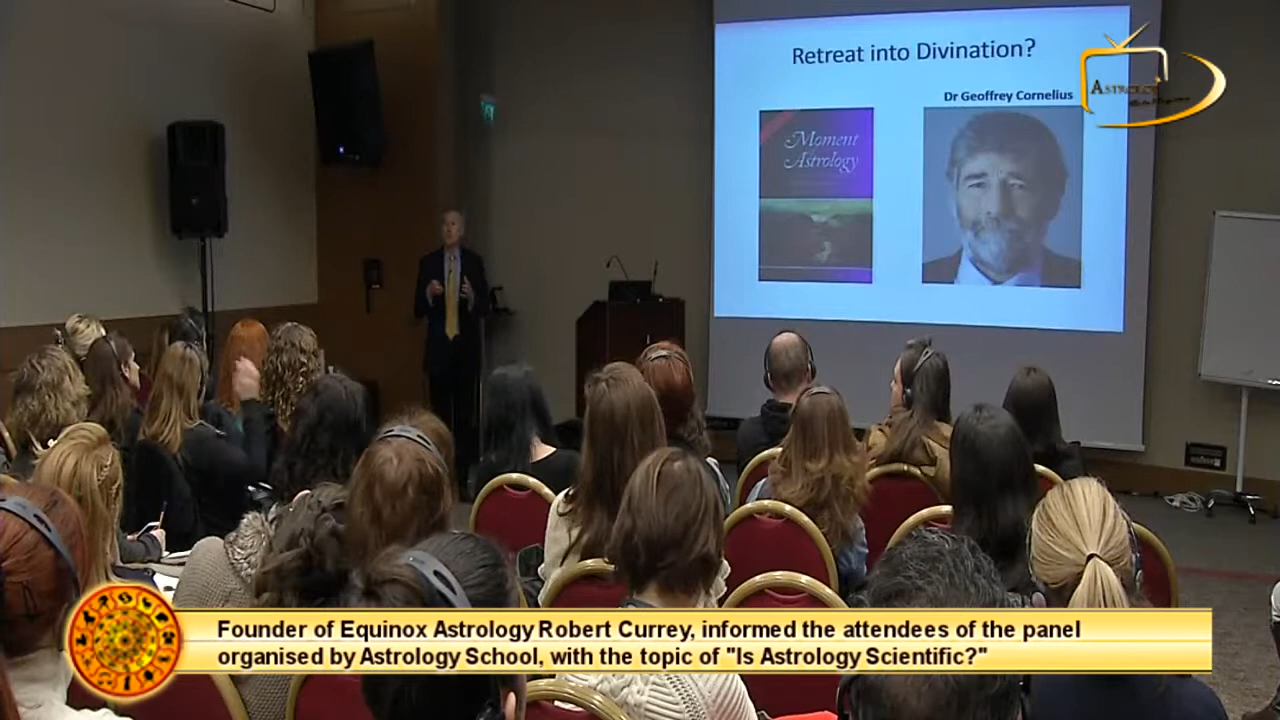 Retreat into Divination?
Dr Geoffrey Cornelius
Moment
Astrology
Founder of Equinox Astrology Robert Currey, informed the attendees of the panel
organised by Astrology School, with the topic of "Is Astrology Scientific?"